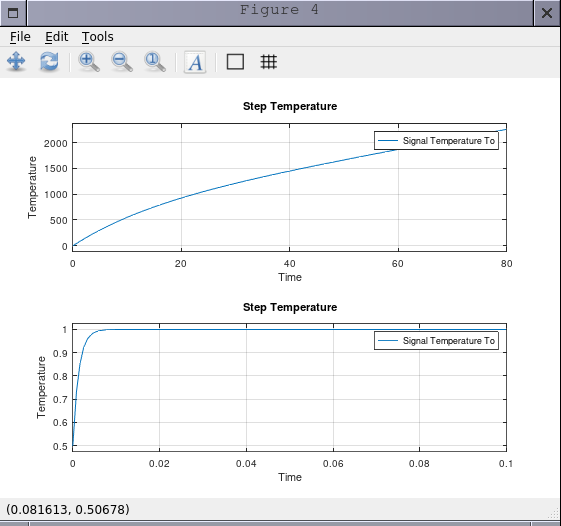 Figure 4
File Edit Tools
A
Step Temperature
Signal Temperature To
Temperature
2000
1500
1000
500
0
0 20 40 60 80
Time
Step Temperature
Signal Temperature To
Temperature
1
0.9
0.8
0.7
0.6
0.5
0 0.02 0.04 0.06 0.08 0.1
Time
(0.081613, 0.50678)